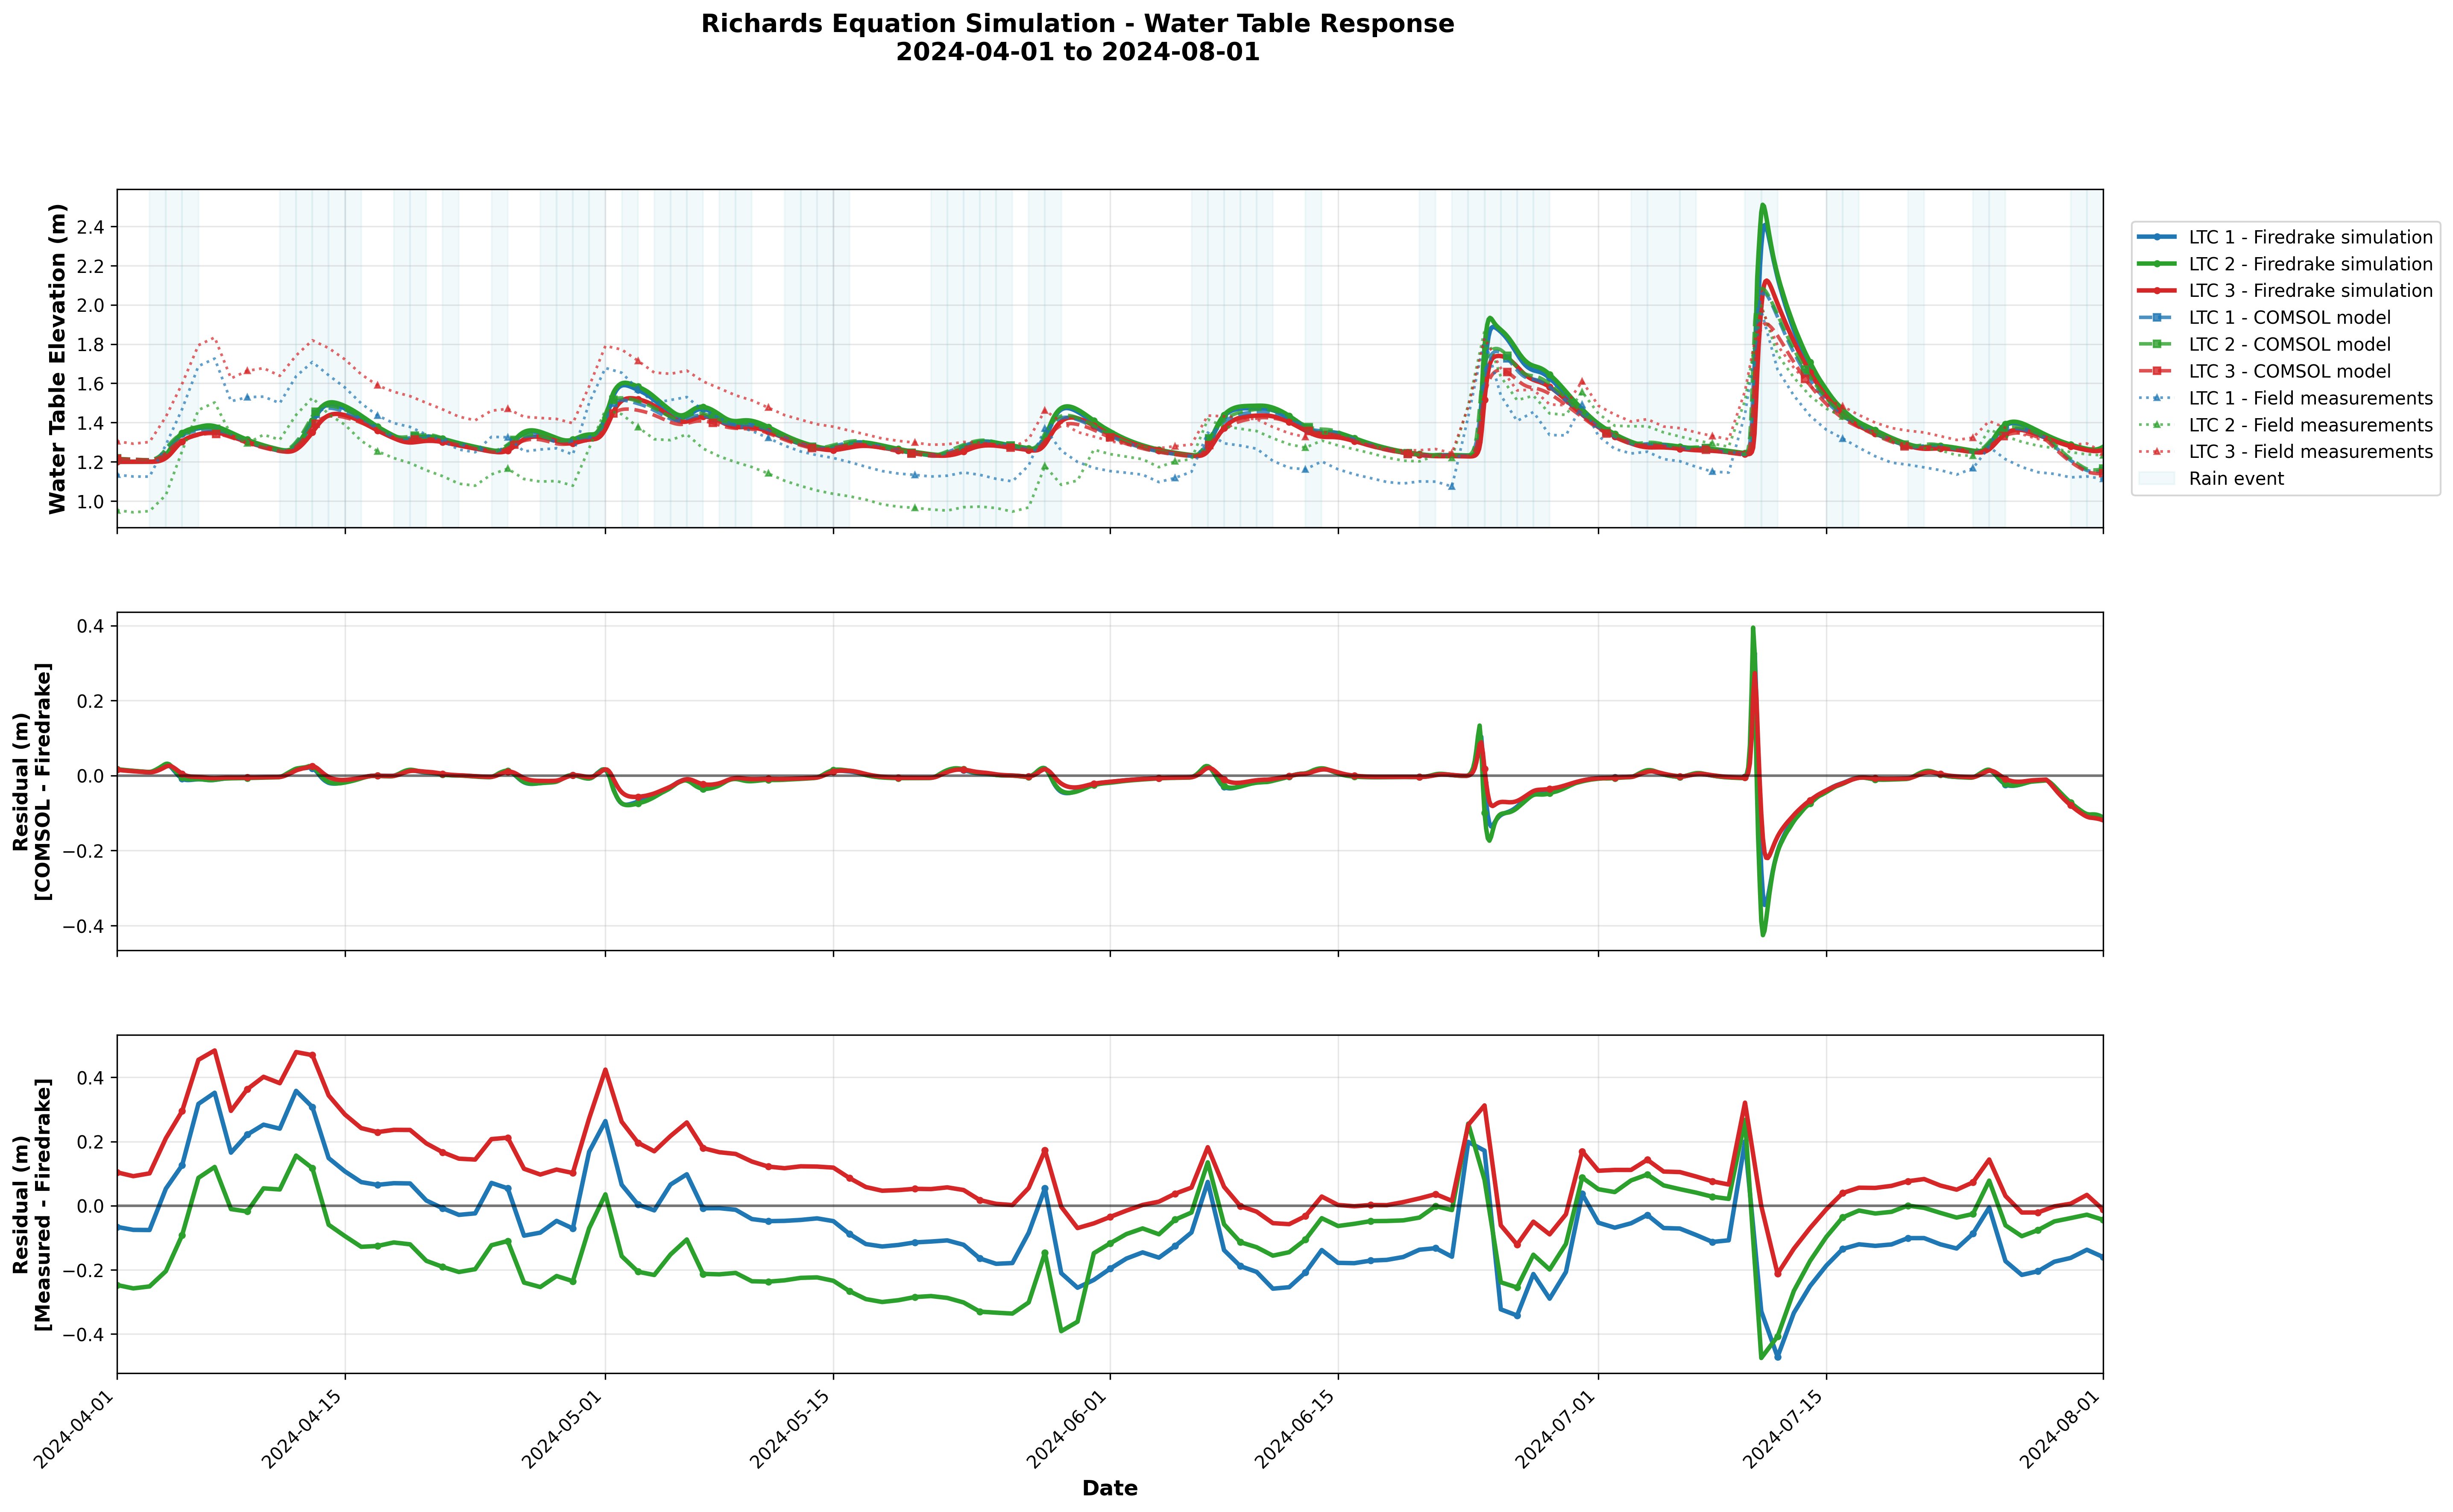 Richards Equation Simulation - Water Table Response
2024-04-01 to 2024-08-01
Water Table Elevation (m)
2.4
2.2
2.0
1.8
1.6
1.4
1.2
1.0
LTC 1 - Firedrake simulation
LTC 2 - Firedrake simulation
LTC 3 - Firedrake simulation
LTC 1 - COMSOL model
LTC 2 - COMSOL model
LTC 3 - COMSOL model
LTC 1 - Field measurements
LTC 2 - Field measurements
LTC 3 - Field measurements
Rain event
Residual (m)
[COMSOL - Firedrake]
0.4
0.2
0.0
−0.2
−0.4
Residual (m)
[Measured - Firedrake]
0.4
0.2
0.0
−0.2
−0.4
2024-04-01
2024-04-15
2024-05-01
2024-05-15
2024-06-01
2024-06-15
2024-07-01
2024-07-15
2024-08-01
Date